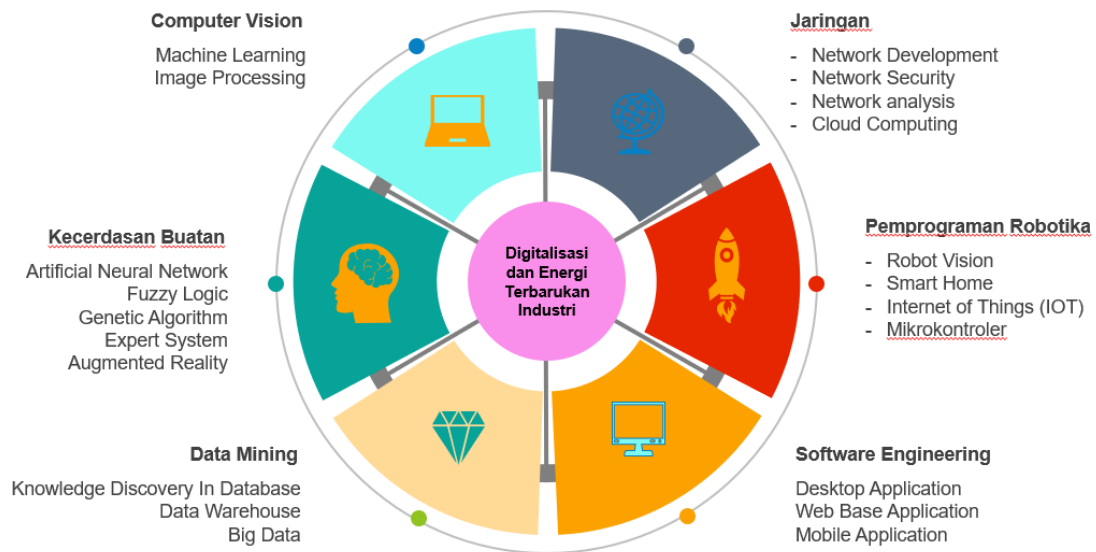 Computer Vision
Machine Learning
Image Processing
Jaringan
- Network Development
- Network Security
- Network analysis
- Cloud Computing
Kecerdasan Buatan
Artificial Neural Network
Fuzzy Logic
Genetic Algorithm
Expert System
Augmented Reality
Digitalisasi
dan Energi
Terbarukan
Industri
Pemprograman Robotika
- Robot Vision
- Smart Home
- Internet of Things (IOT)
- Mikrokontroler
Data Mining
Knowledge Discovery In Database
Data Warehouse
Big Data
Software Engineering
Desktop Application
Web Base Application
Mobile Application